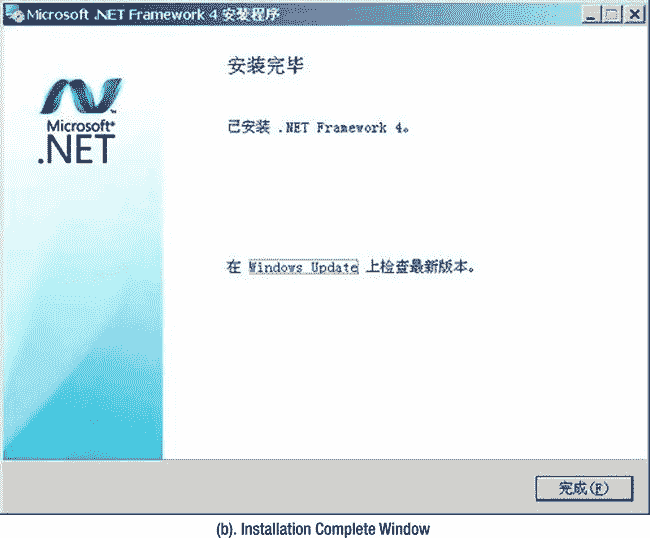 Microsoft .NET Framework 4 安装程序
安装完毕
Microsoft®
.NET
™
已安装 .NET Framework 4。
在 Windows Update 上检查最新版本。
完成(F)
(b). Installation Complete Window